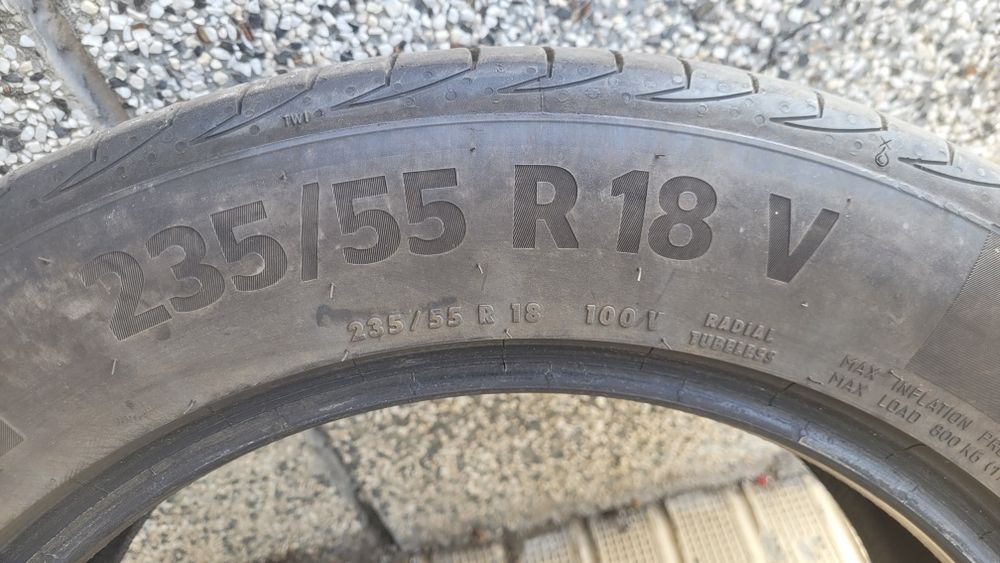 TWI
235/55 R 18 V
235/55 R 18 100 V RADIAL
TUBELESS
MAX INFLATION
MAX LOAD 800 KG